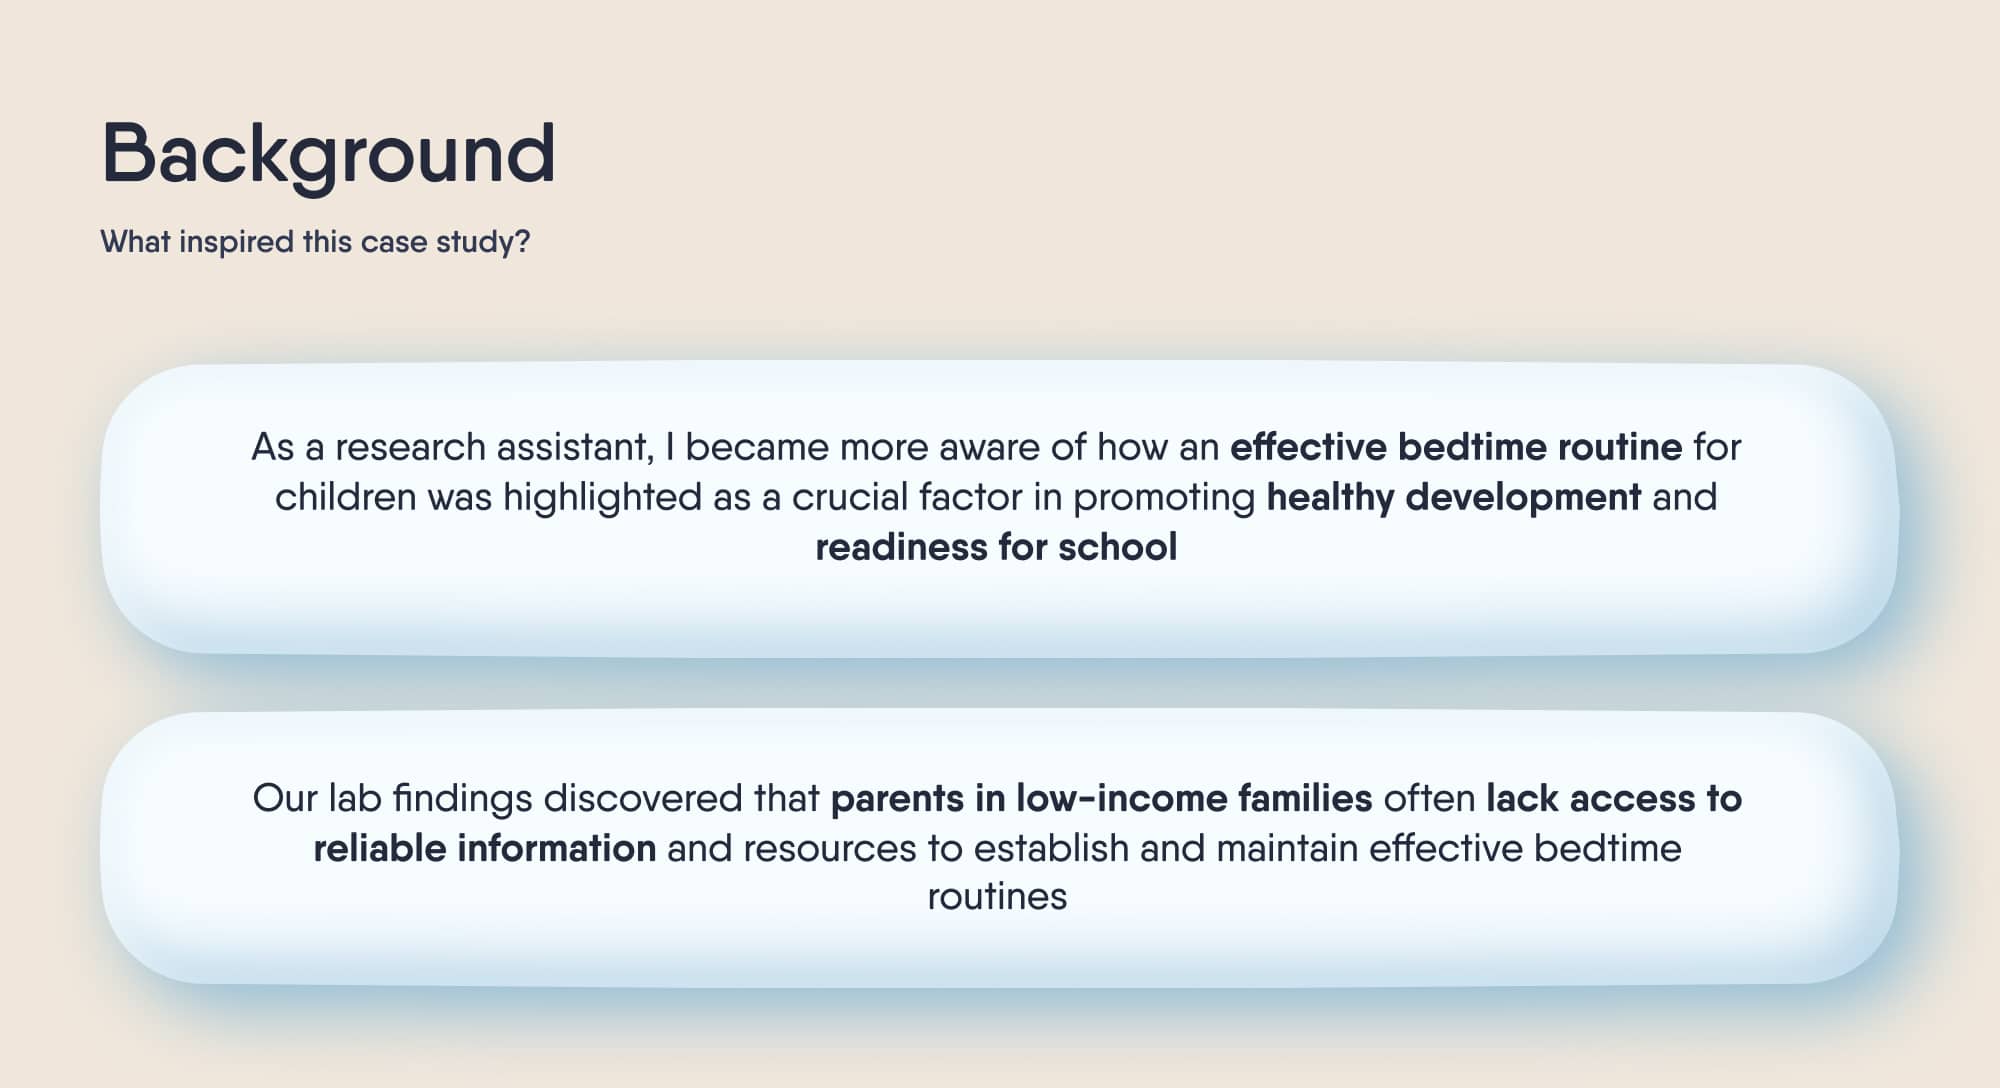 Background
What inspired this case study?
As a research assistant, I became more aware of how an effective bedtime routine for
children was highlighted as a crucial factor in promoting healthy development and
readiness for school
Our lab findings discovered that parents in low-income families often lack access to
reliable information and resources to establish and maintain effective bedtime
routines